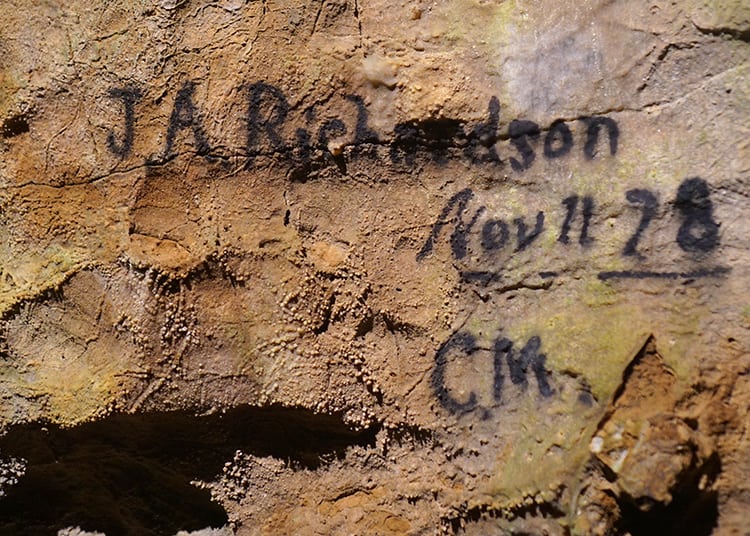 J A Richardson
Nov 11 78
C.M.